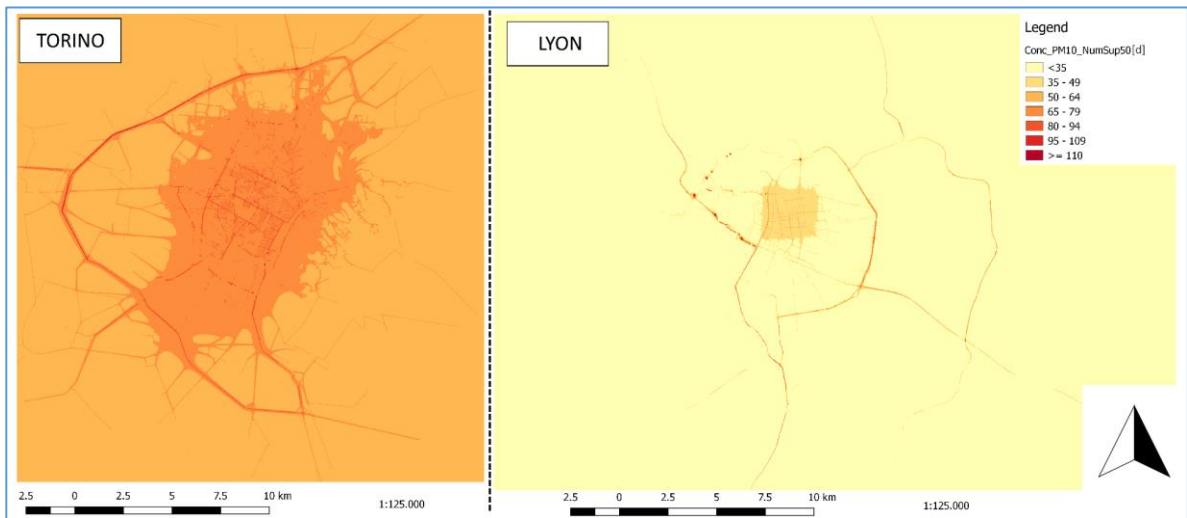 TORINO
LYON
Legend
Conc_PM10_NumSup50[d]
<35
35 - 49
50 - 64
65 - 79
80 - 94
95 - 109
>= 110
2.5 0 2.5 5 7.5 10 km
1:125.000
2.5 0 2.5 5 7.5 10 km
1:125.000